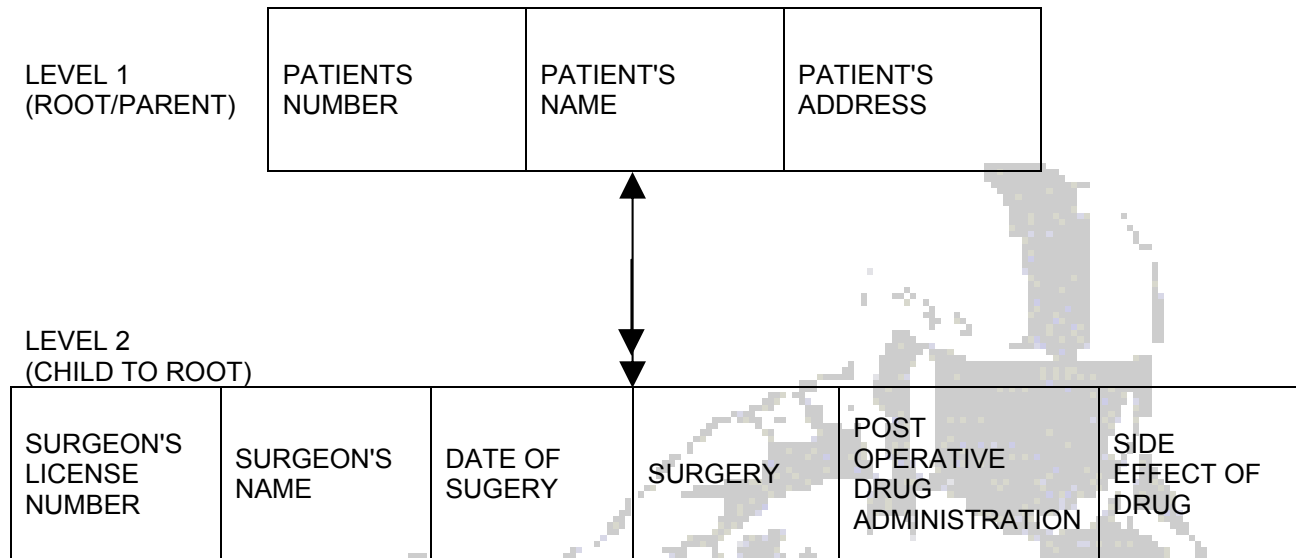 LEVEL 1
(ROOT/PARENT)
PATIENTS
NUMBER
PATIENT'S
NAME
PATIENT'S
ADDRESS
LEVEL 2
(CHILD TO ROOT)
SURGEON'S
LICENSE
NUMBER
SURGEON'S
NAME
DATE OF
SUGERY
SURGERY
POST
OPERATIVE
DRUG
ADMINISTRATION
SIDE
EFFECT OF
DRUG